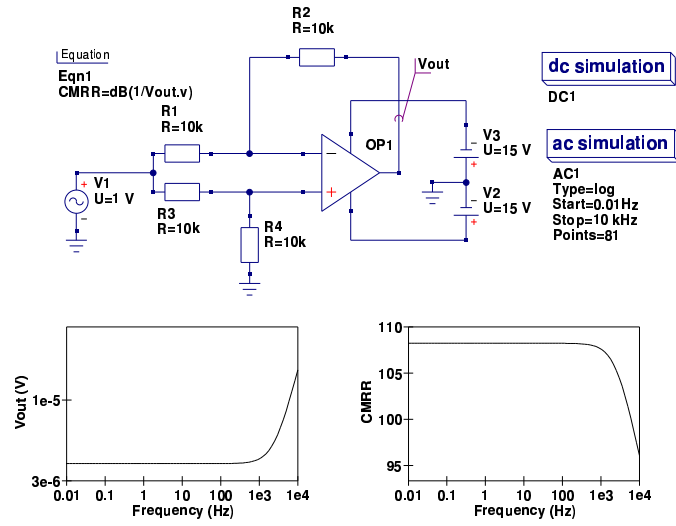 R2
R=10k
Equation
Eqn1
CMRR=dB(1/Vout.v)
Vout
dc simulation
DC1
R1
R=10k
OP1
V3
U=15 V
ac simulation
AC1
Type=log
Start=0.01Hz
Stop=10 kHz
Points=81
V1
U=1 V
R3
R=10k
R4
R=10k
V2
U=15 V
Vout (V)
1e-5
3e-6
0.01 0.1 1 10 100 1e3 1e4
Frequency (Hz)
CMRR
110
105
100
95
0.01 0.1 1 10 100 1e3 1e4
Frequency (Hz)